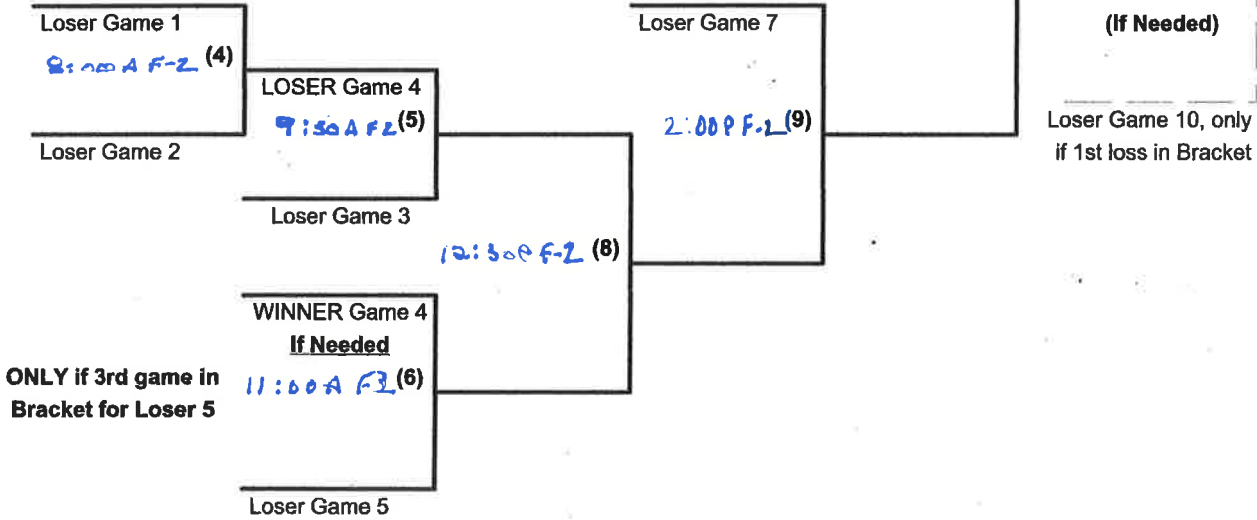 Loser Game 1
8:00 A F-2 (4)
Loser Game 2
LOSER Game 4
9:30 A F2 (5)
Loser Game 3
12:30P F-2 (8)
WINNER Game 4
If Needed
ONLY if 3rd game in
Bracket for Loser 5
11:00 A (6)
Loser Game 5
Loser Game 7
2:00P F-2 (9)
(If Needed)
Loser Game 10, only
if 1st loss in Bracket